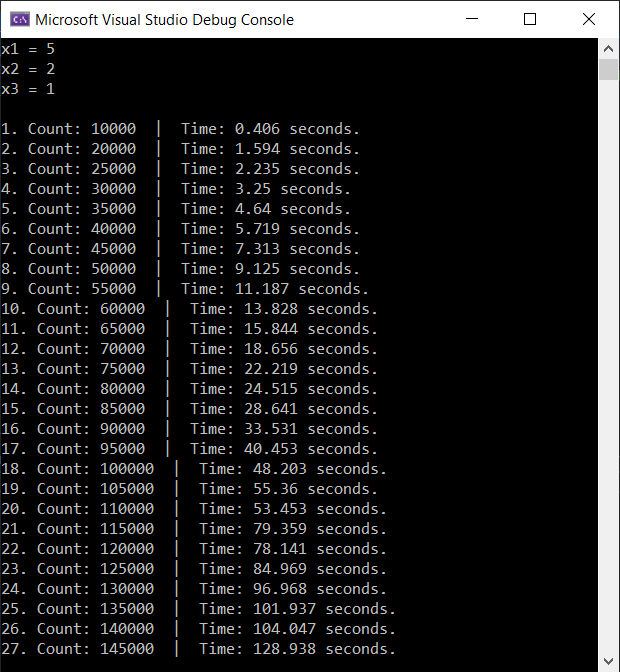 C:\ Microsoft Visual Studio Debug Console
x1 = 5
x2 = 2
x3 = 1
1. Count: 10000 | Time: 0.406 seconds.
2. Count: 20000 | Time: 1.594 seconds.
3. Count: 25000 | Time: 2.235 seconds.
4. Count: 30000 | Time: 3.25 seconds.
5. Count: 35000 | Time: 4.64 seconds.
6. Count: 40000 | Time: 5.719 seconds.
7. Count: 45000 | Time: 7.313 seconds.
8. Count: 50000 | Time: 9.125 seconds.
9. Count: 55000 | Time: 11.187 seconds.
10. Count: 60000 | Time: 13.828 seconds.
11. Count: 65000 | Time: 15.844 seconds.
12. Count: 70000 | Time: 18.656 seconds.
13. Count: 75000 | Time: 22.219 seconds.
14. Count: 80000 | Time: 24.515 seconds.
15. Count: 85000 | Time: 28.641 seconds.
16. Count: 90000 | Time: 33.531 seconds.
17. Count: 95000 | Time: 40.453 seconds.
18. Count: 100000 | Time: 48.203 seconds.
19. Count: 105000 | Time: 55.36 seconds.
20. Count: 110000 | Time: 53.453 seconds.
21. Count: 115000 | Time: 79.359 seconds.
22. Count: 120000 | Time: 78.141 seconds.
23. Count: 125000 | Time: 84.969 seconds.
24. Count: 130000 | Time: 96.968 seconds.
25. Count: 135000 | Time: 101.937 seconds.
26. Count: 140000 | Time: 104.047 seconds.
27. Count: 145000 | Time: 128.938 seconds.